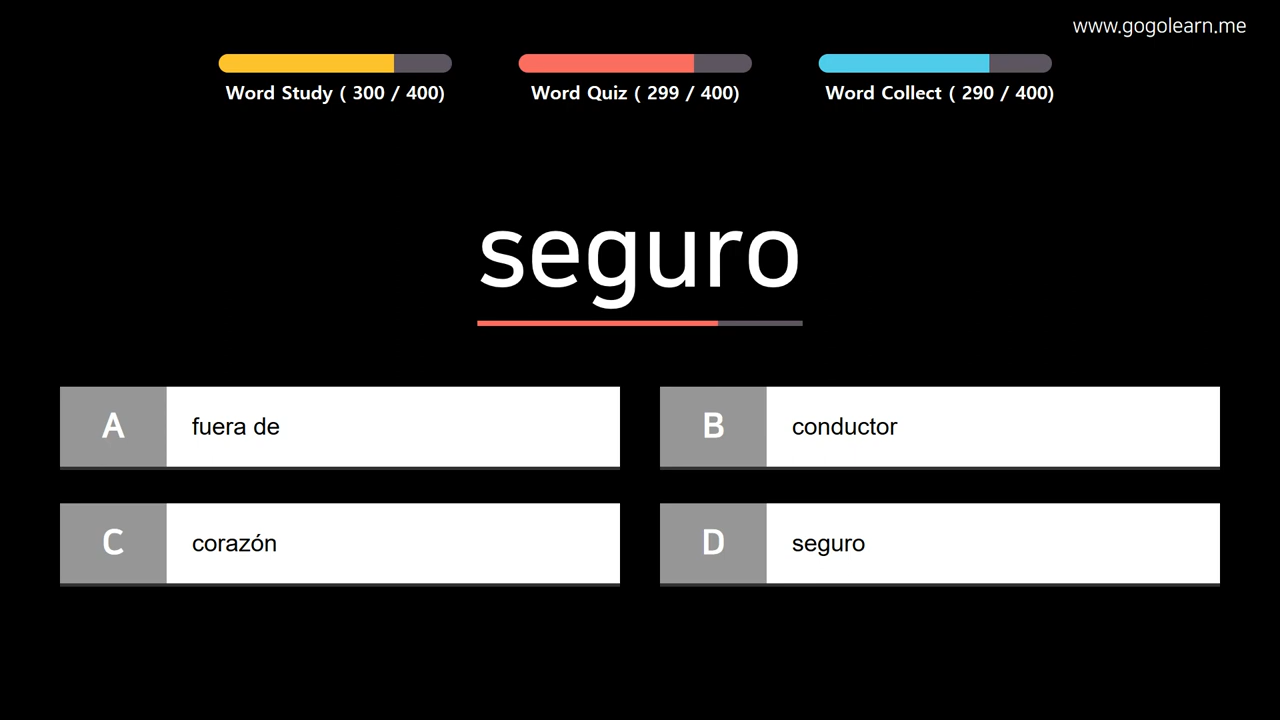 www.gogolearn.me
Word Study ( 300 / 400)
Word Quiz ( 299 / 400)
Word Collect ( 290 / 400)
seguro
A fuera de
B conductor
C corazón
D seguro